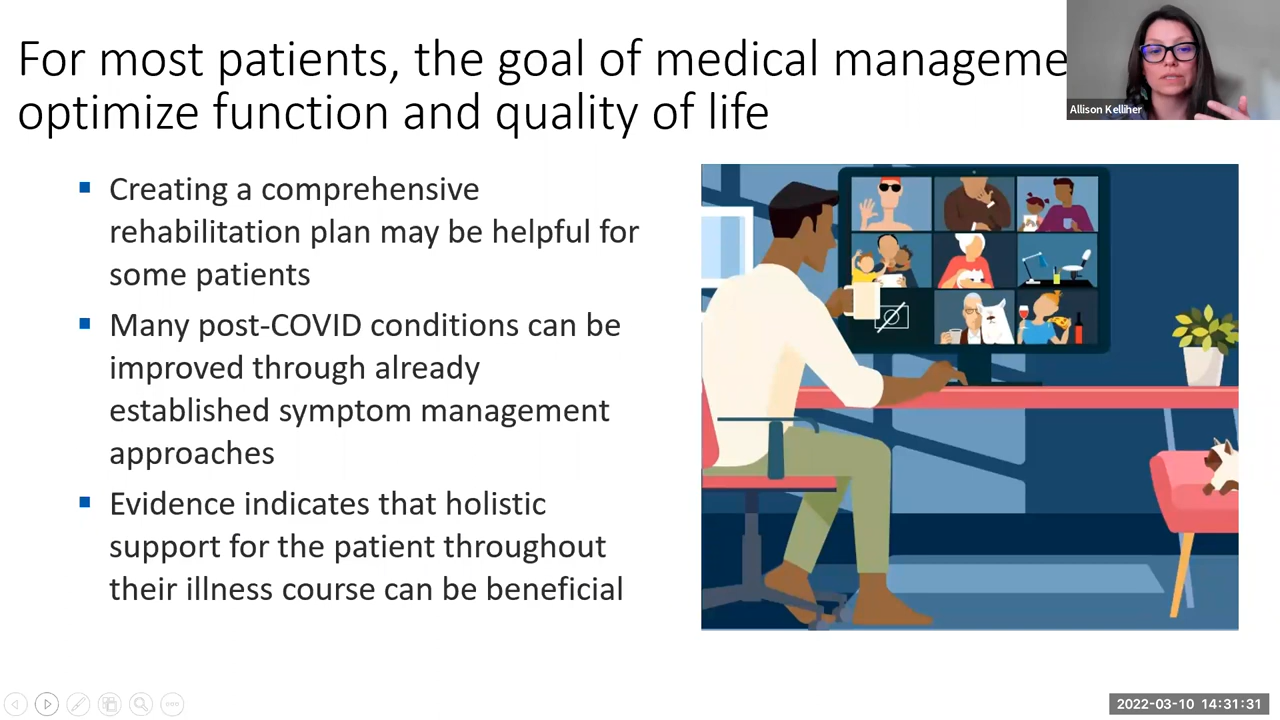 For most patients, the goal of medical manageme
optimize function and quality of life
Allison Kelliher
Creating a comprehensive
rehabilitation plan may be helpful for
some patients
Many post-COVID conditions can be
improved through already
established symptom management
approaches
Evidence indicates that holistic
support for the patient throughout
their illness course can be beneficial
2022-03-10 14:31:31